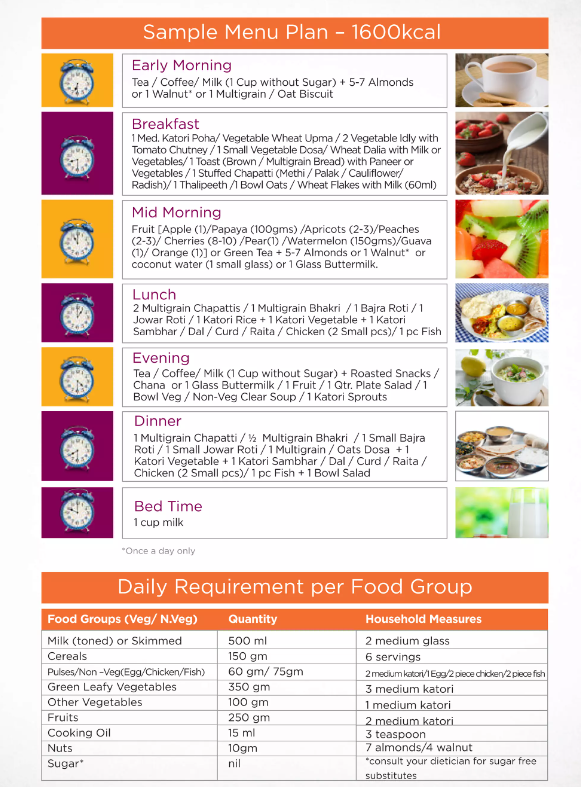 Sample Menu Plan – 1600kcal
Early Morning
Tea / Coffee/ Milk (1 Cup without Sugar) + 5-7 Almonds
or 1 Walnut* or 1 Multigrain / Oat Biscuit
Breakfast
1 Med. Katori Poha/ Vegetable Wheat Upma / 2 Vegetable Idly with
Tomato Chutney / 1 Small Vegetable Dosa/ Wheat Dalia with Milk or
Vegetables/ 1 Toast (Brown / Multigrain Bread) with Paneer or
Vegetables / 1 Stuffed Chapatti (Methi / Palak / Cauliflower/
Radish)/ 1 Thalipeeth /1 Bowl Oats / Wheat Flakes with Milk (60ml)
Mid Morning
Fruit [Apple (1)/Papaya (100gms) /Apricots (2-3)/Peaches
(2-3)/ Cherries (8-10) /Pear(1) /Watermelon (150gms)/Guava
(1)/ Orange (1)] or Green Tea + 5-7 Almonds or 1 Walnut* or
coconut water (1 small glass) or 1 Glass Buttermilk.
Lunch
2 Multigrain Chapattis / 1 Multigrain Bhakri / 1 Bajra Roti / 1
Jowar Roti / 1 Katori Rice + 1 Katori Vegetable + 1 Katori
Sambhar / Dal / Curd / Raita / Chicken (2 Small pcs)/ 1 pc Fish
Evening
Tea / Coffee/ Milk (1 Cup without Sugar) + Roasted Snacks /
Chana or 1 Glass Buttermilk / 1 Fruit / 1 Qtr. Plate Salad / 1
Bowl Veg / Non-Veg Clear Soup / 1 Katori Sprouts
Dinner
1 Multigrain Chapatti / ½ Multigrain Bhakri / 1 Small Bajra
Roti / 1 Small Jowar Roti / 1 Multigrain / Oats Dosa + 1
Katori Vegetable + 1 Katori Sambhar / Dal / Curd / Raita /
Chicken (2 Small pcs)/ 1 pc Fish + 1 Bowl Salad
Bed Time
1 cup milk
*Once a day only
Daily Requirement per Food Group
Food Groups (Veg/ N.Veg) Quantity Household Measures
Milk (toned) or Skimmed 500 ml 2 medium glass
Cereals 150 gm 6 servings
Pulses/Non –Veg(Egg/Chicken/Fish) 60 gm/ 75gm 2 medium katori/1 Egg/2 piece chicken/2 piece fish
Green Leafy Vegetables 350 gm 3 medium katori
Other Vegetables 100 gm 1 medium katori
Fruits 250 gm 2 medium katori
Cooking Oil 15 ml 3 teaspoon
Nuts 10gm 7 almonds/4 walnut
Sugar* nil *consult your dietician for sugar free
substitutes